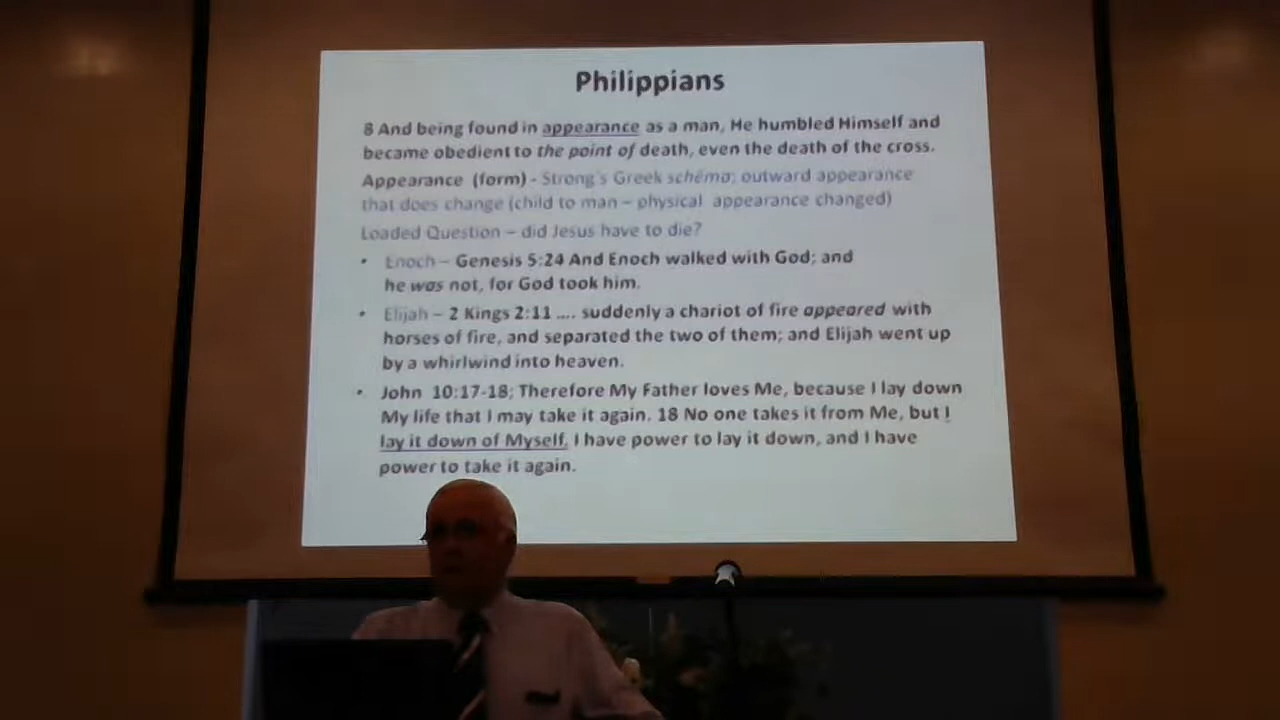 Philippians
8 And being found in appearance as a man, He humbled Himself and
became obedient to the point of death, even the death of the cross.
Appearance (form) - Strong's Greek schéma; outward appearance
that does change (child to man – physical appearance changed)
Loaded Question – did Jesus have to die?
• Enoch – Genesis 5:24 And Enoch walked with God; and
he was not, for God took him.
• Elijah – 2 Kings 2:11 .... suddenly a chariot of fire appeared with
horses of fire, and separated the two of them; and Elijah went up
by a whirlwind into heaven.
• John 10:17-18; Therefore My Father loves Me, because I lay down
My life that I may take it again. 18 No one takes it from Me, but I
lay it down of Myself. I have power to lay it down, and I have
power to take it again.